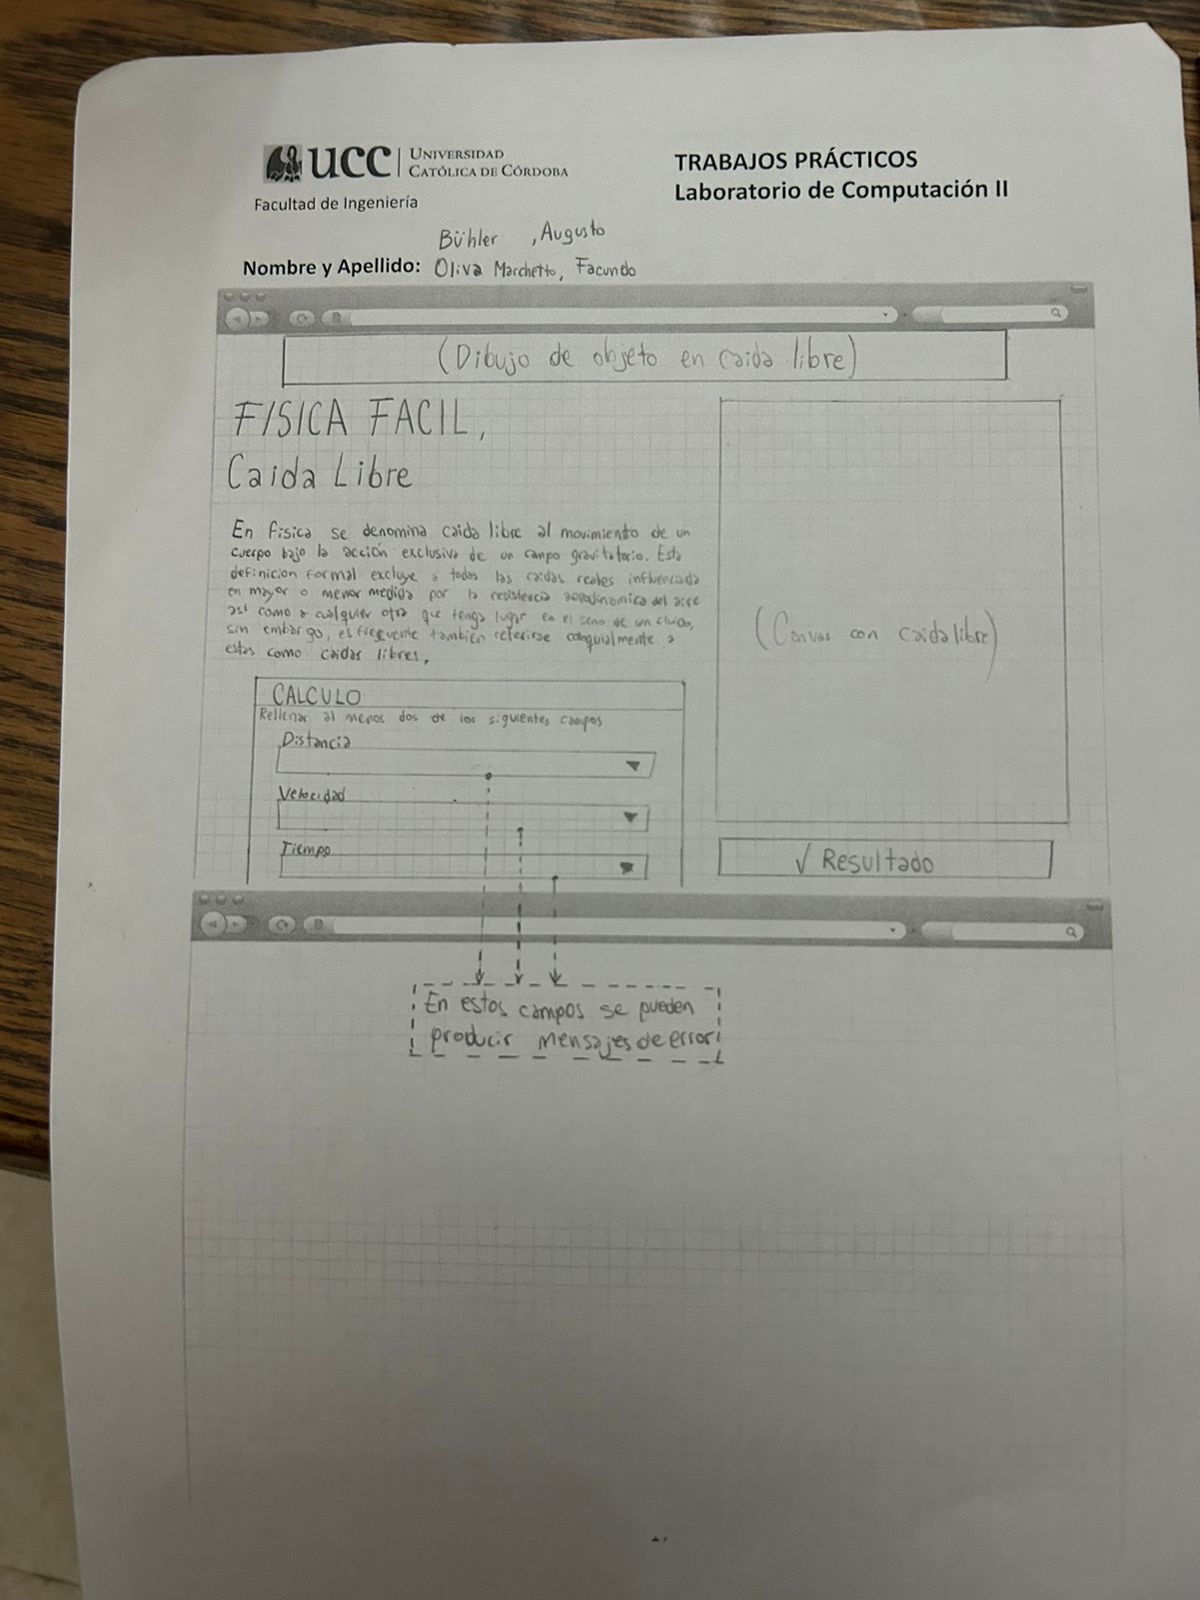 UCC UNIVERSIDAD
CATÓLICA DE CÓRDOBA
Facultad de Ingeniería
TRABAJOS PRÁCTICOS
Laboratorio de Computación II
Bühler , Augusto
Nombre y Apellido: Oliva Marchetto, Facundo
(Dibujo de objeto en caida libre)
FISICA FACIL,
Caida Libre
En fisica se denomina caida libre al movimiento de un
cuerpo bajo la acción exclusiva de un campo gravitatorio. Esta
definicion formal excluye a todas las caidas reales influenciada
en mayor o menor medida por la resistencia aerodinamica del aire
así como a cualquier otra que tenga lugar en el seno de un fluido,
sin embargo, es frecuente tambien referirse coloquialmente a
estas como caidas libres.
(Canvas con caida libre)
CALCULO
Rellenar al menos dos de los siguientes campos
Distancia
Velocidad
Tiempo
√ Resultado
En estos campos se pueden
producir mensajes de error